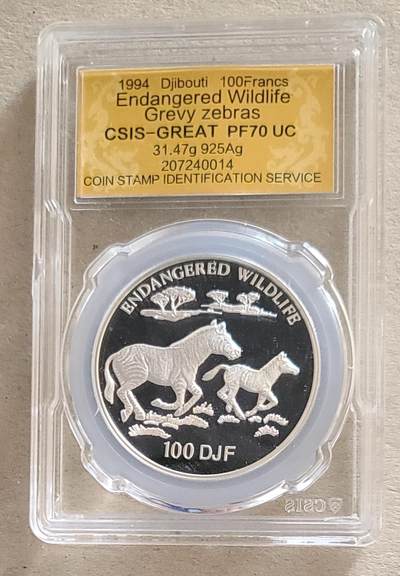 1994 Djibouti 100Francs
Endangered Wildlife
Grevy zebras
CSIS-GREAT PF70 UC
31.47g 925Ag
207240014
COIN STAMP IDENTIFICATION SERVICE
ENDANGERED WILDLIFE
100 DJF
csis